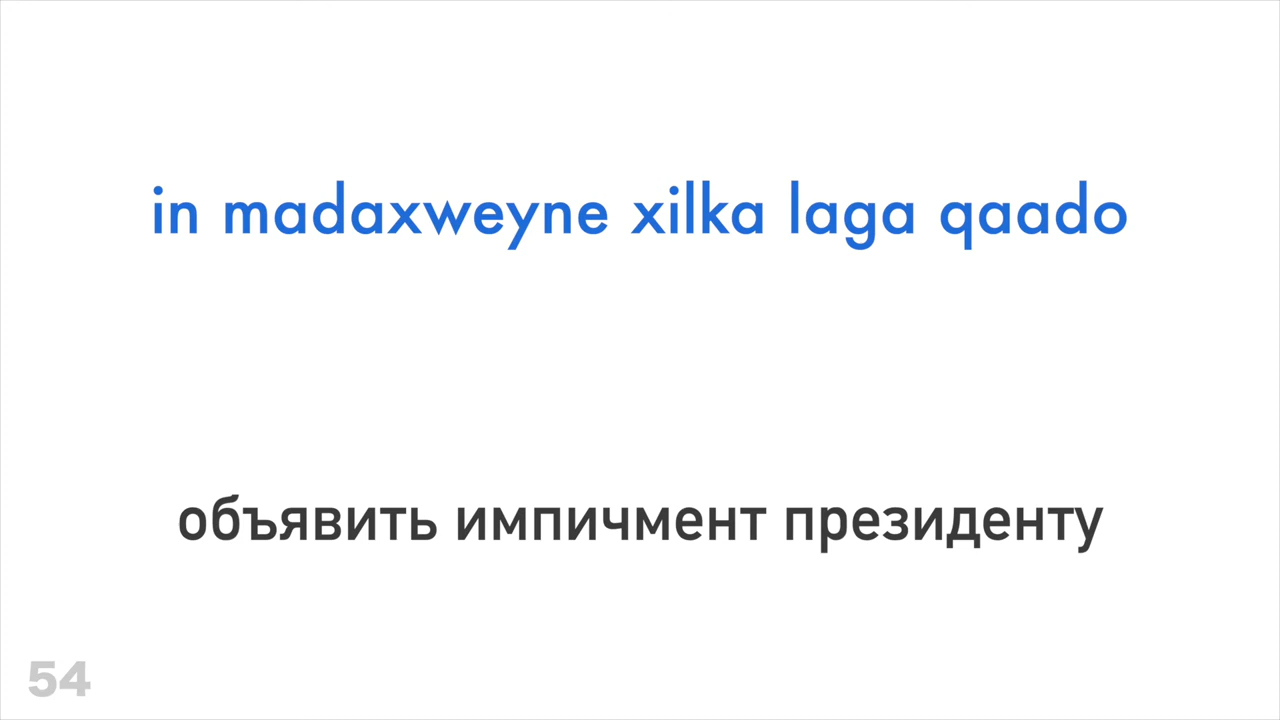 in madaxweyne xilka laga qaado
объявить импичмент президенту
54